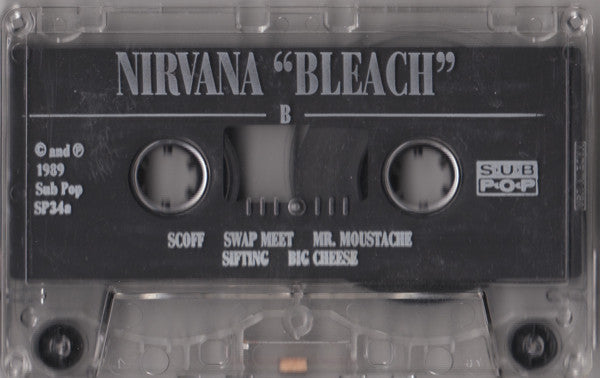 NIRVANA “BLEACH”
B
© and ℗
1989
Sub Pop
SP34a
SUB
POP
SCOFF SWAP MEET MR. MOUSTACHE
SIFTING BIG CHEESE